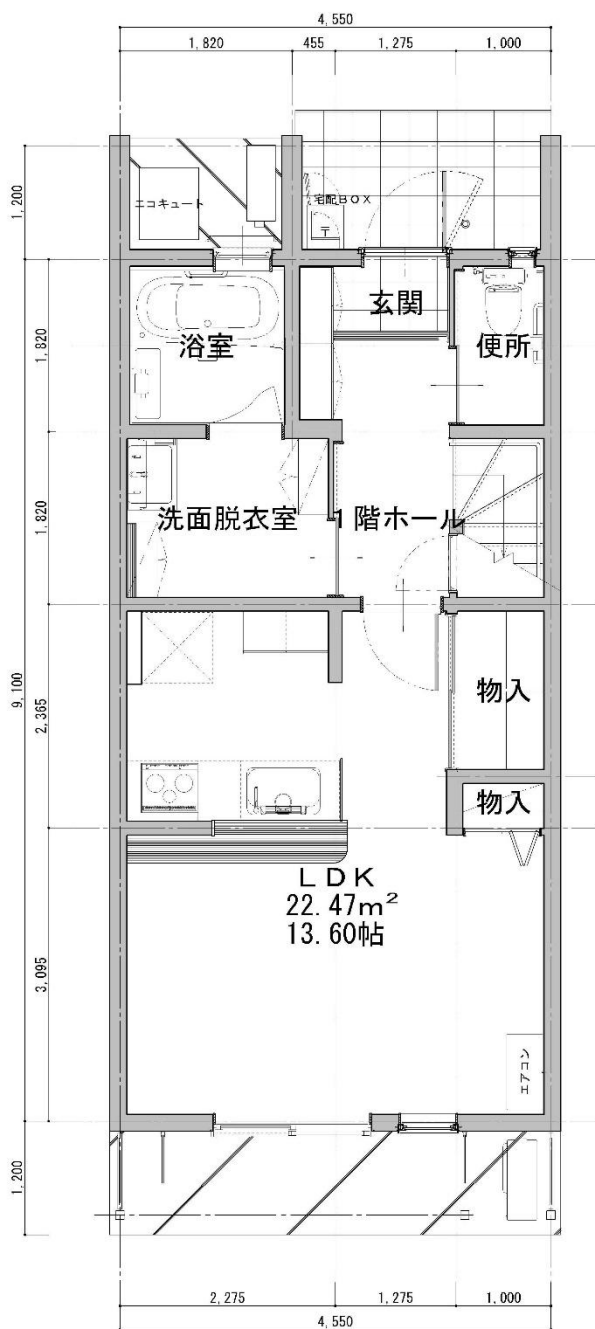 4,550
1,820
455
1,275
1,000
1,200
エコキュート
宅配BOX
〒
玄関
浴室
便所
1,820
洗面脱衣室
1階ホール
1,820
9,100
2,365
物入
物入
LDK
22.47m²
13.60帖
3,095
エアコン
1,200
2,275
1,275
1,000
4,550